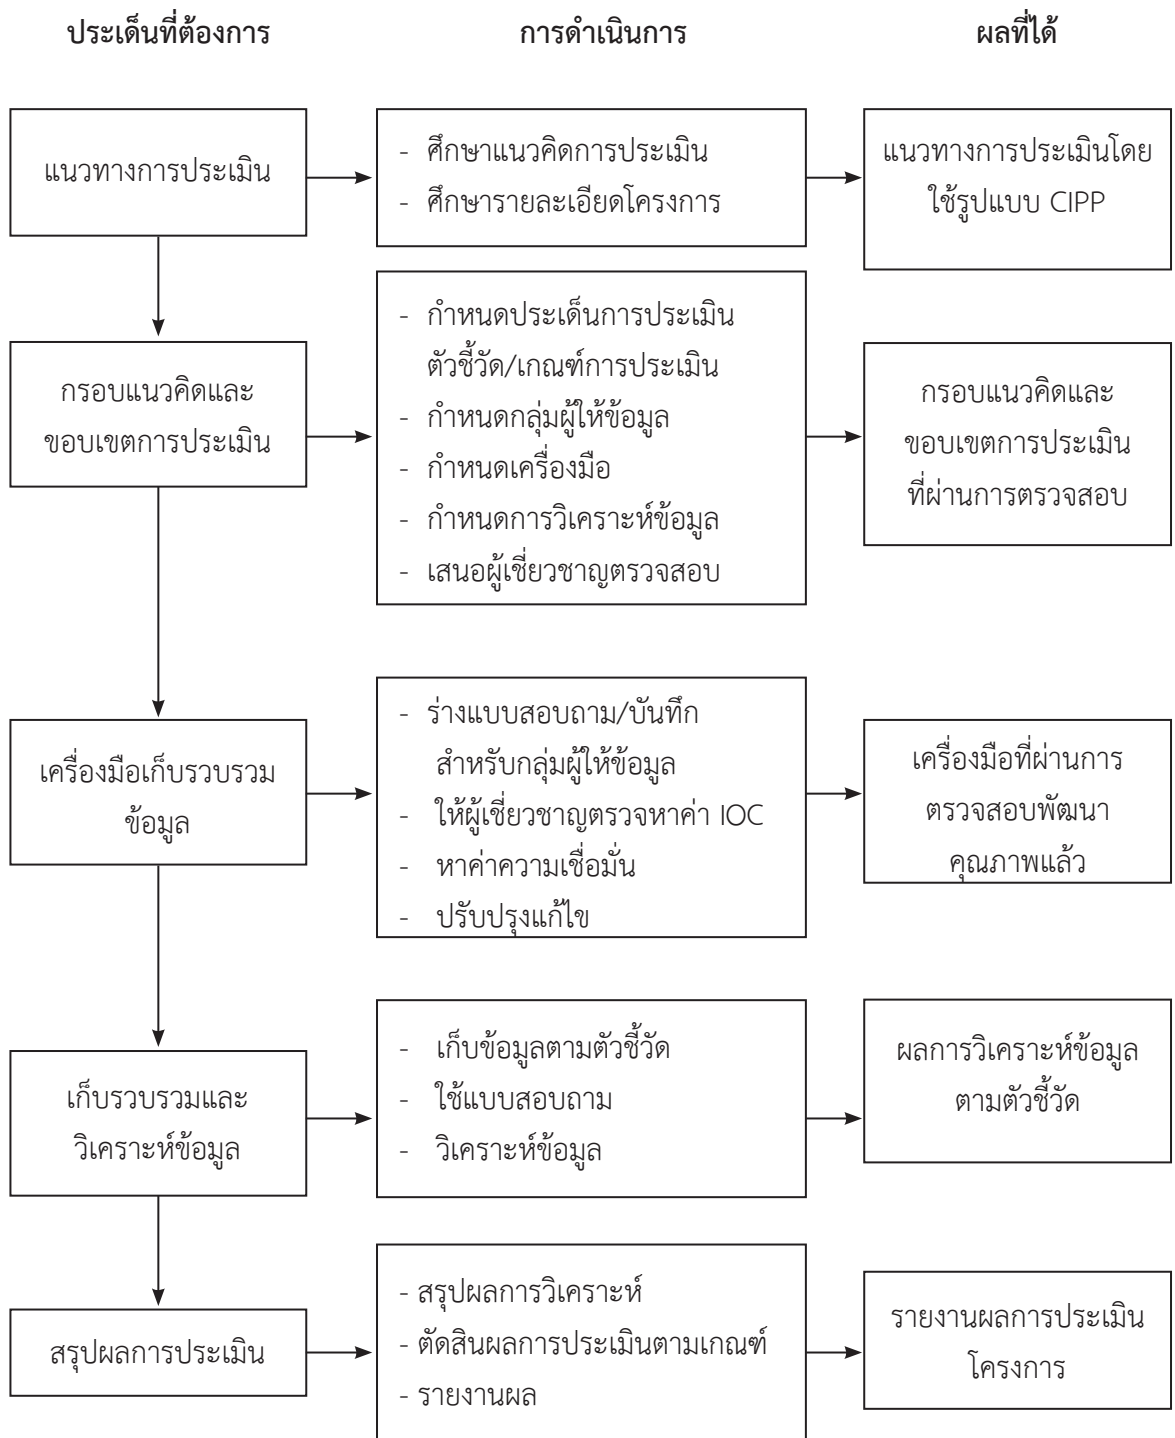 ประเด็นที่ต้องการ
การดำเนินการ
ผลที่ได้
แนวทางการประเมิน
- ศึกษาแนวคิดการประเมิน
- ศึกษารายละเอียดโครงการ
แนวทางการประเมินโดย
ใช้รูปแบบ CIPP
กรอบแนวคิดและ
ขอบเขตการประเมิน
- กำหนดประเด็นการประเมิน
ตัวชี้วัด/เกณฑ์การประเมิน
- กำหนดกลุ่มผู้ให้ข้อมูล
- กำหนดเครื่องมือ
- กำหนดการวิเคราะห์ข้อมูล
- เสนอผู้เชี่ยวชาญตรวจสอบ
กรอบแนวคิดและ
ขอบเขตการประเมิน
ที่ผ่านการตรวจสอบ
เครื่องมือเก็บรวบรวม
ข้อมูล
- ร่างแบบสอบถาม/บันทึก
สำหรับกลุ่มผู้ให้ข้อมูล
- ให้ผู้เชี่ยวชาญตรวจหาค่า IOC
- หาค่าความเชื่อมั่น
- ปรับปรุงแก้ไข
เครื่องมือที่ผ่านการ
ตรวจสอบพัฒนา
คุณภาพแล้ว
เก็บรวบรวมและ
วิเคราะห์ข้อมูล
- เก็บข้อมูลตามตัวชี้วัด
- ใช้แบบสอบถาม
- วิเคราะห์ข้อมูล
ผลการวิเคราะห์ข้อมูล
ตามตัวชี้วัด
สรุปผลการประเมิน
- สรุปผลการวิเคราะห์
- ตัดสินผลการประเมินตามเกณฑ์
- รายงานผล
รายงานผลการประเมิน
โครงการ